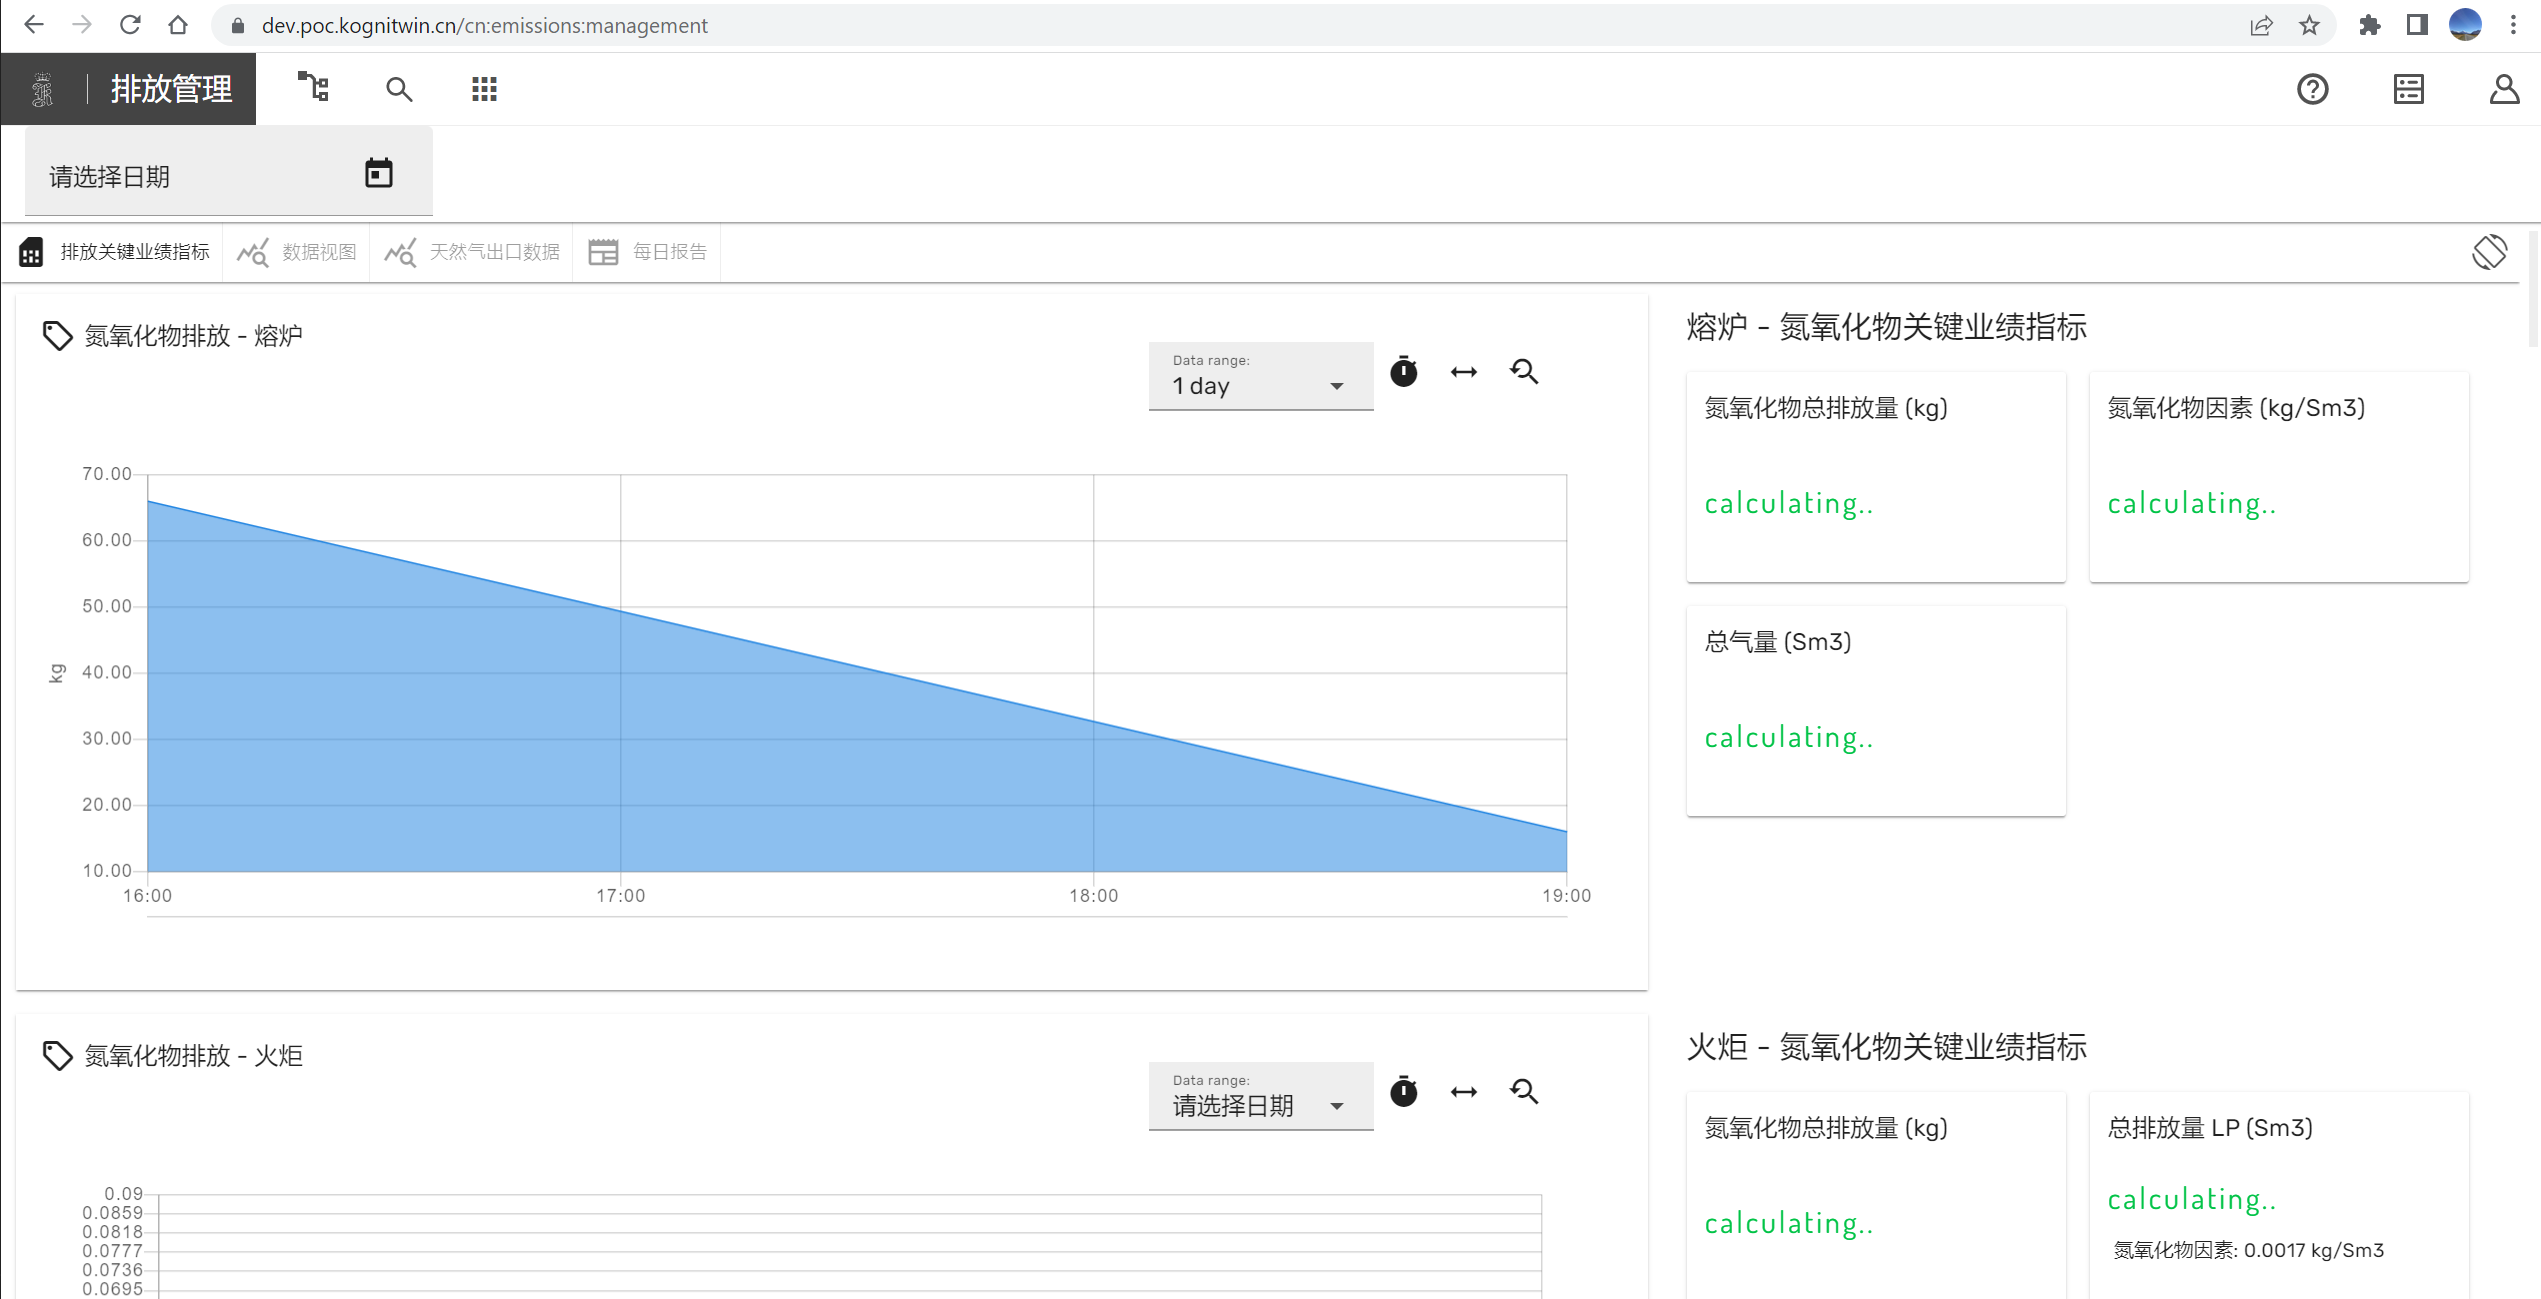 dev.poc.kognitwin.cn/cn:emissions:management
排放管理
请选择日期
排放关键业绩指标
数据视图
天然气出口数据
每日报告
氮氧化物排放 - 熔炉
Data range:
1 day
70.00
60.00
50.00
40.00
30.00
20.00
10.00
kg
16:00
17:00
18:00
19:00
熔炉 - 氮氧化物关键业绩指标
氮氧化物总排放量 (kg)
calculating..
氮氧化物因素 (kg/Sm3)
calculating..
总气量 (Sm3)
calculating..
氮氧化物排放 - 火炬
Data range:
请选择日期
0.09
0.0859
0.0818
0.0777
0.0736
0.0695
火炬 - 氮氧化物关键业绩指标
氮氧化物总排放量 (kg)
calculating..
总排放量 LP (Sm3)
calculating..
氮氧化物因素: 0.0017 kg/Sm3